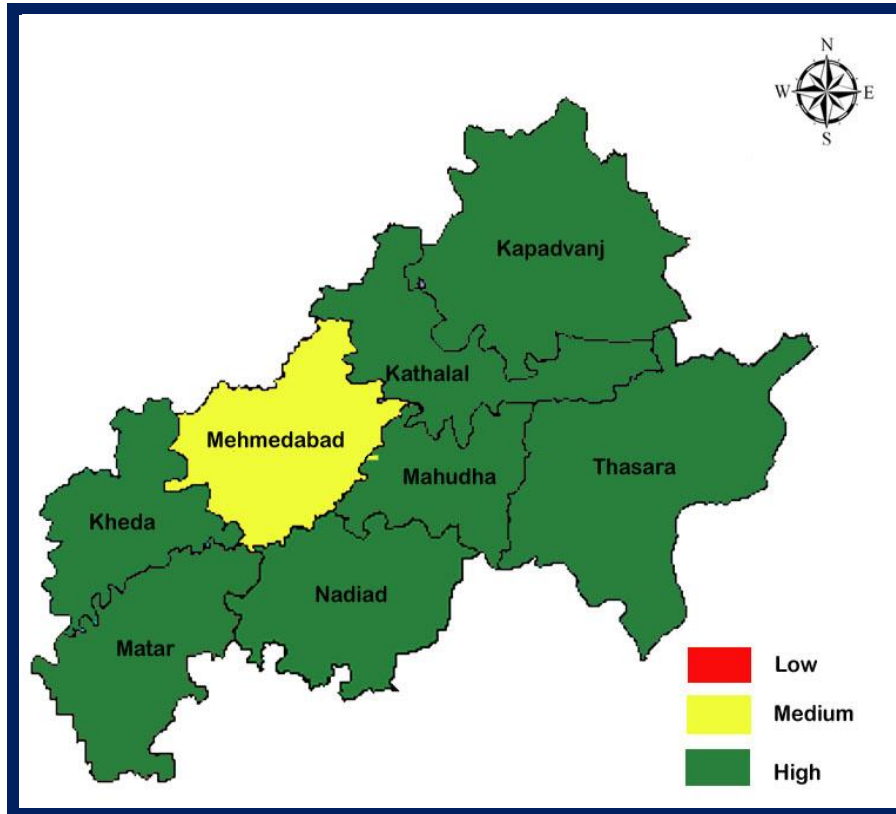 N
W E
S
Kapadvanj
Kathalal
Mehmedabad
Mahudha
Thasara
Kheda
Nadiad
Matar
Low
Medium
High